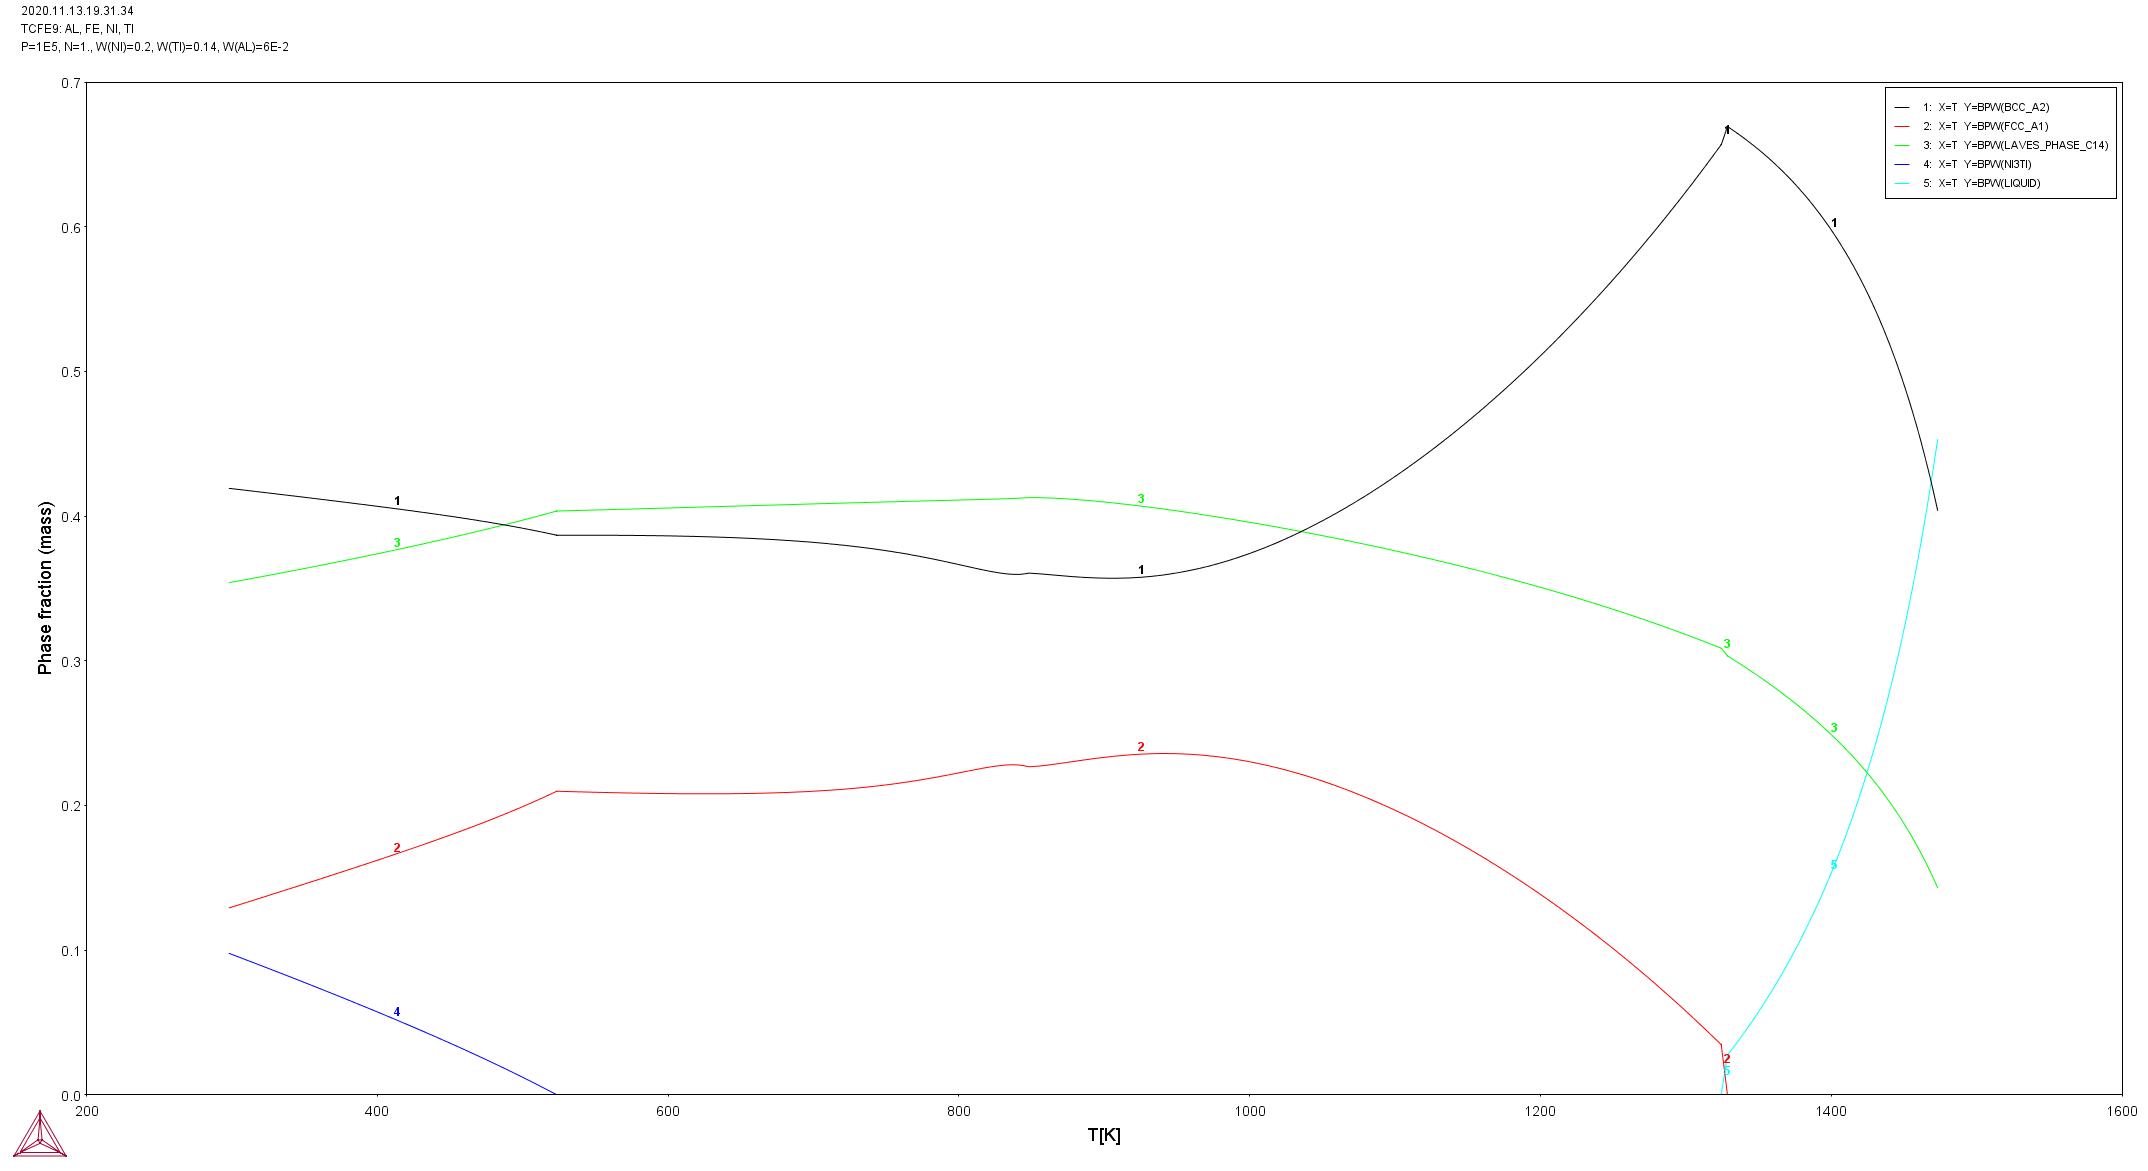 2020.11.13.19.31.34
TCFE9: AL, FE, NI, TI
P=1E5, N=1., W(NI)=0.2, W(TI)=0.14, W(AL)=6E-2
0.7
0.6
0.5
0.4
0.3
0.2
0.1
0.0
Phase fraction (mass)
200 400 600 800 1000 1200 1400 1600
T[K]
1: X=T Y=BPW(BCC_A2)
2: X=T Y=BPW(FCC_A1)
3: X=T Y=BPW(LAVES_PHASE_C14)
4: X=T Y=BPW(NI3TI)
5: X=T Y=BPW(LIQUID)
1 1 1 1
3 3 3 3
2 2 2
4
5 5